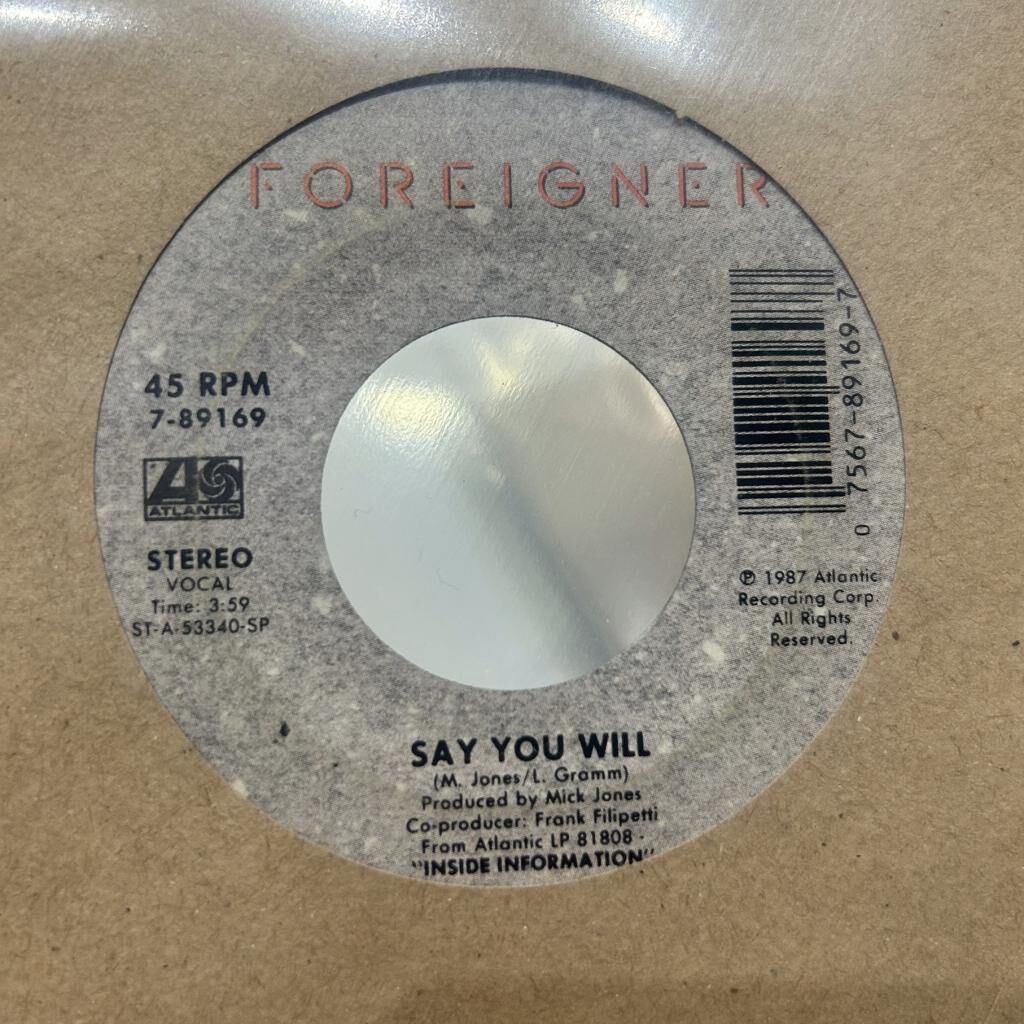 FOREIGNER
45 RPM
7-89169
ATLANTIC
STEREO
VOCAL
Time: 3:59
ST-A-53340-SP
0 7567-89169-7
℗ 1987 Atlantic
Recording Corp.
All Rights
Reserved.
SAY YOU WILL
(M. Jones/L. Gramm)
Produced by Mick Jones
Co-producer: Frank Filipetti
From Atlantic LP 81808 -
"INSIDE INFORMATION"